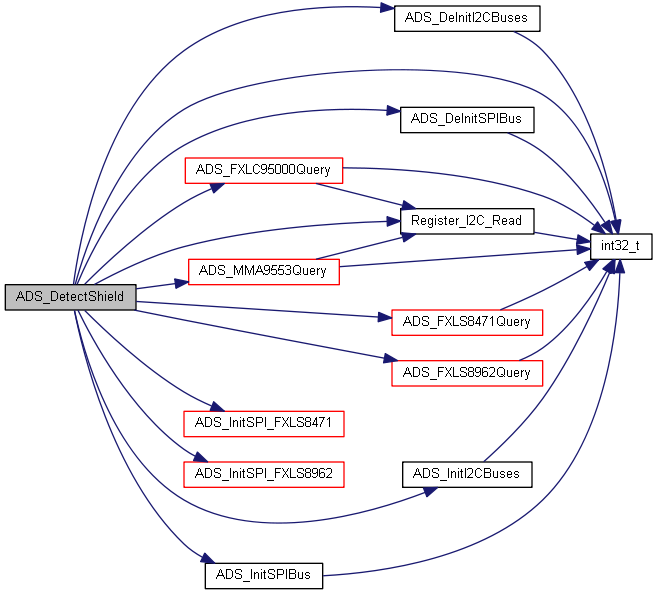 ADS_DeInitI2CBuses
ADS_DeInitSPIBus
ADS_FXLC95000Query
Register_I2C_Read
int32_t
ADS_MMA9553Query
ADS_DetectShield
ADS_FXLS8471Query
ADS_FXLS8962Query
ADS_InitSPI_FXLS8471
ADS_InitSPI_FXLS8962
ADS_InitI2CBuses
ADS_InitSPIBus